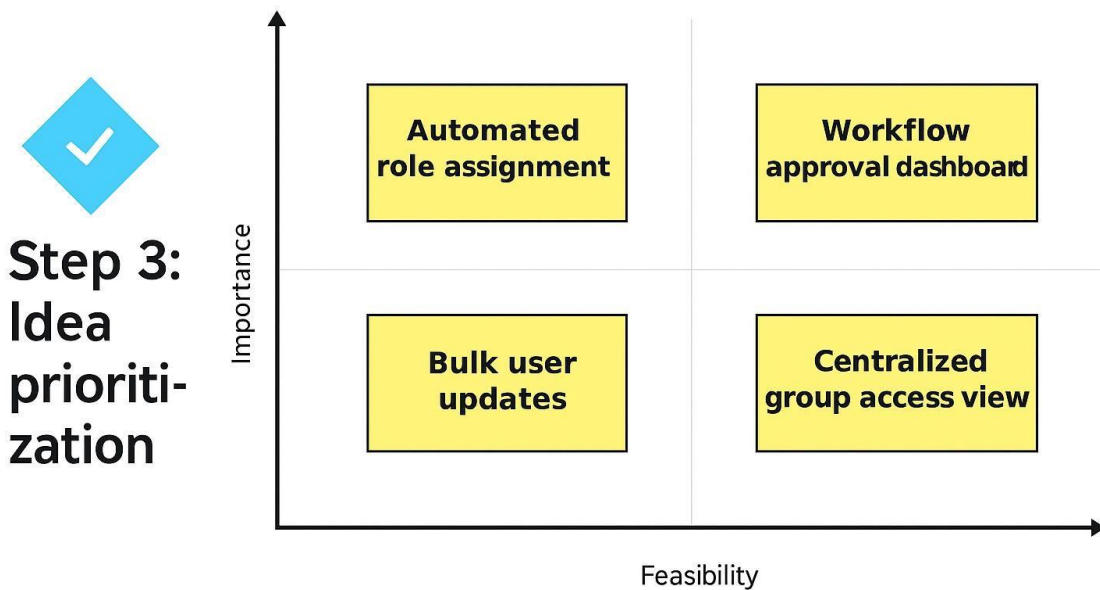 Step 3:
Idea
prioriti-
zation
Importance
Automated
role assignment
Workflow
approval dashboard
Bulk user
updates
Centralized
group access view
Feasibility